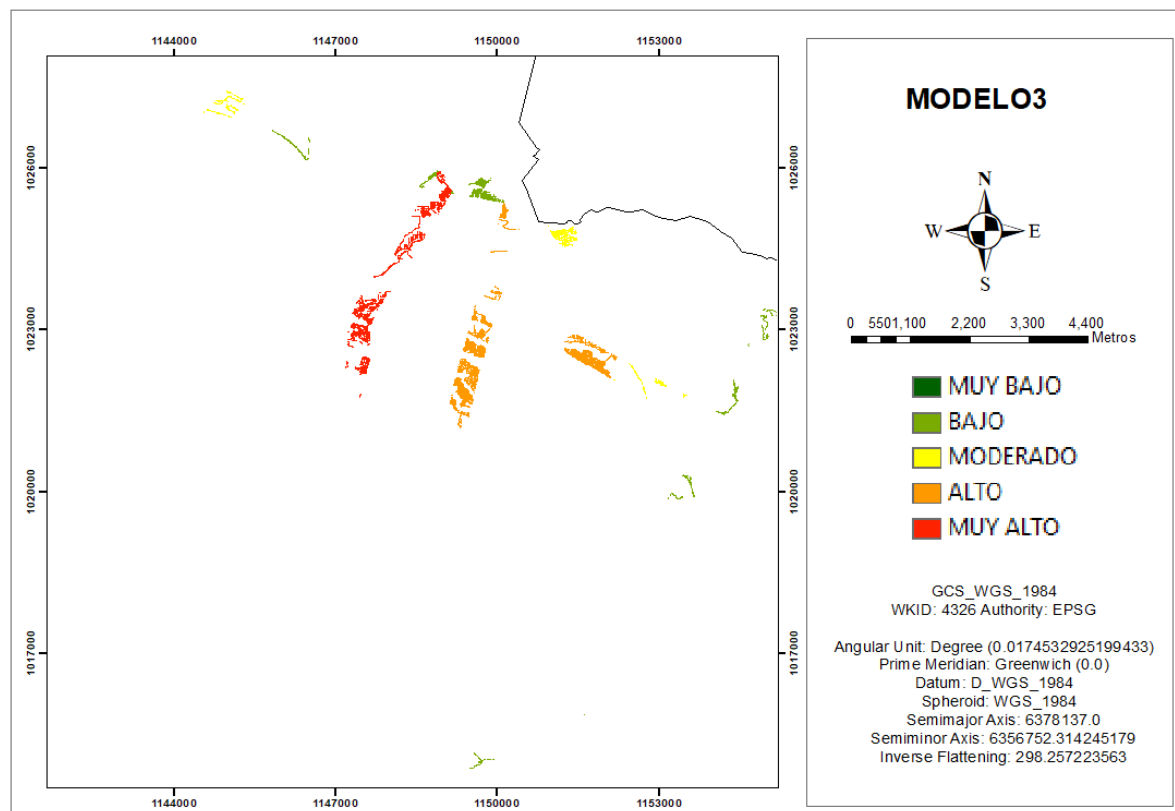 1144000 1147000 1150000 1153000
1026000 1026000
1023000 1023000
1020000 1020000
1017000 1017000
1144000 1147000 1150000 1153000
MODELO3
N
W E
S
0 5501,100 2,200 3,300 4,400
Metros
MUY BAJO
BAJO
MODERADO
ALTO
MUY ALTO
GCS_WGS_1984
WKID: 4326 Authority: EPSG
Angular Unit: Degree (0.0174532925199433)
Prime Meridian: Greenwich (0.0)
Datum: D_WGS_1984
Spheroid: WGS_1984
Semimajor Axis: 6378137.0
Semiminor Axis: 6356752.314245179
Inverse Flattening: 298.257223563